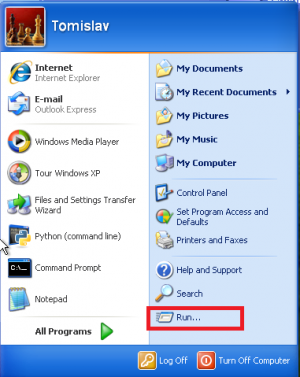 Tomislav
Internet
Internet Explorer
E-mail
Outlook Express
Windows Media Player
Tour Windows XP
Files and Settings Transfer
Wizard
Python (command line)
Command Prompt
Notepad
All Programs
My Documents
My Recent Documents
My Pictures
My Music
My Computer
Control Panel
Set Program Access and
Defaults
Printers and Faxes
Help and Support
Search
Run...
Log Off
Turn Off Computer